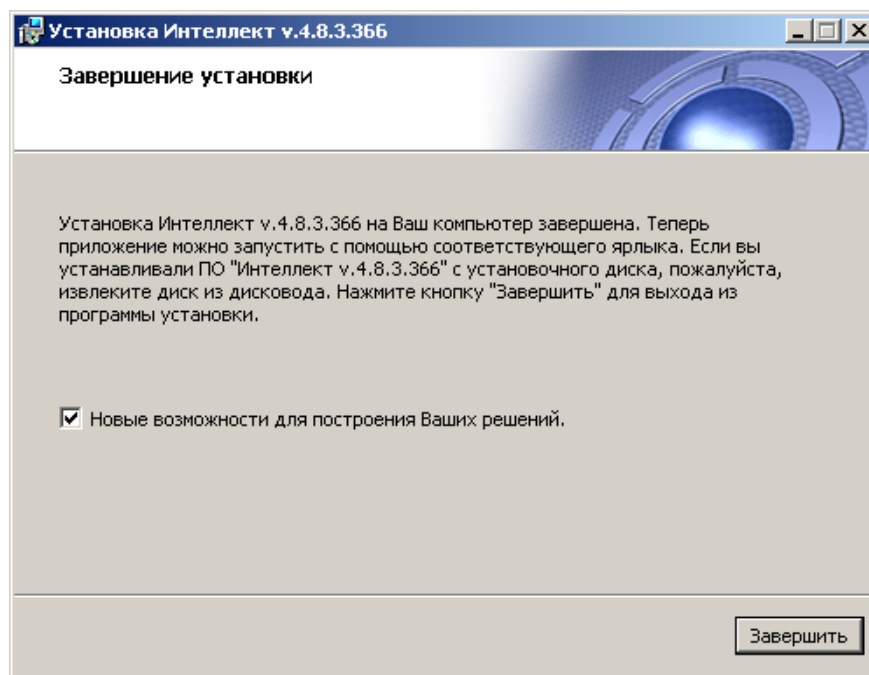 Установка Интеллект v.4.8.3.366
Завершение установки
Установка Интеллект v.4.8.3.366 на Ваш компьютер завершена. Теперь
приложение можно запустить с помощью соответствующего ярлыка. Если вы
устанавливали ПО "Интеллект v.4.8.3.366" с установочного диска, пожалуйста,
извлеките диск из дисковода. Нажмите кнопку "Завершить" для выхода из
программы установки.
Новые возможности для построения Ваших решений.
Завершить